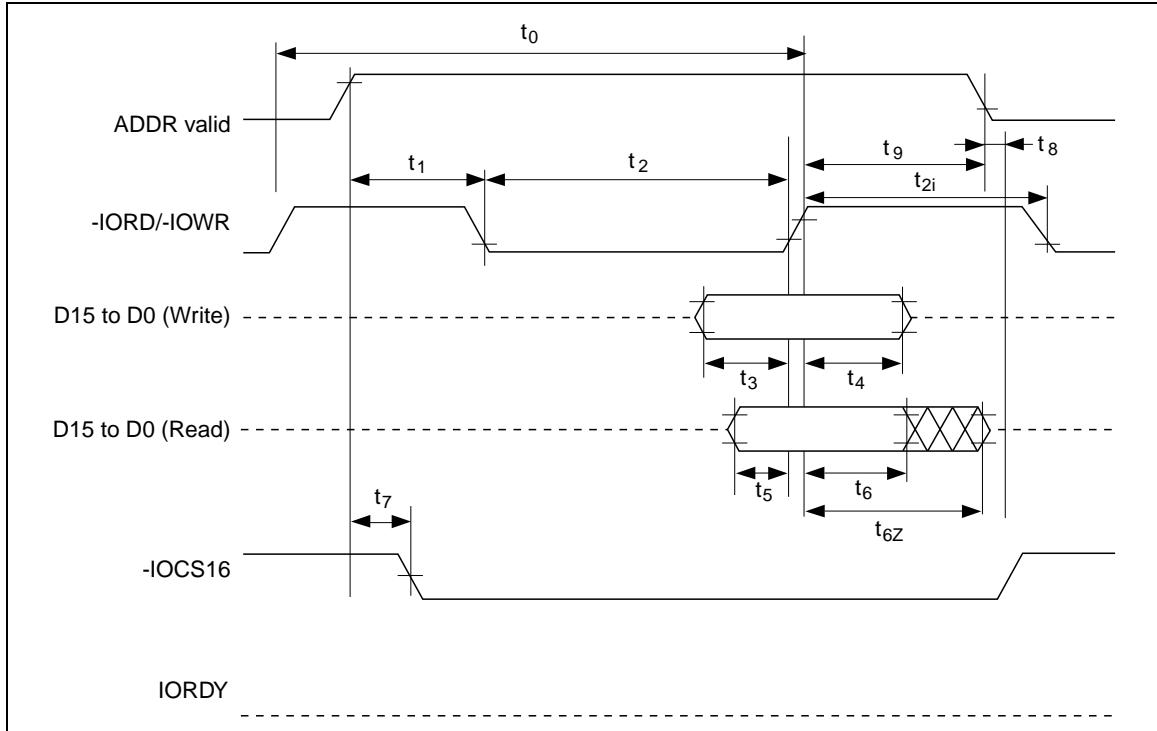 t0
ADDR valid
t9
t8
t1
t2
t2i
-IORD/-IOWR
D15 to D0 (Write)
t3
t4
D15 to D0 (Read)
t7
t5
t6
t6Z
-IOCS16
IORDY